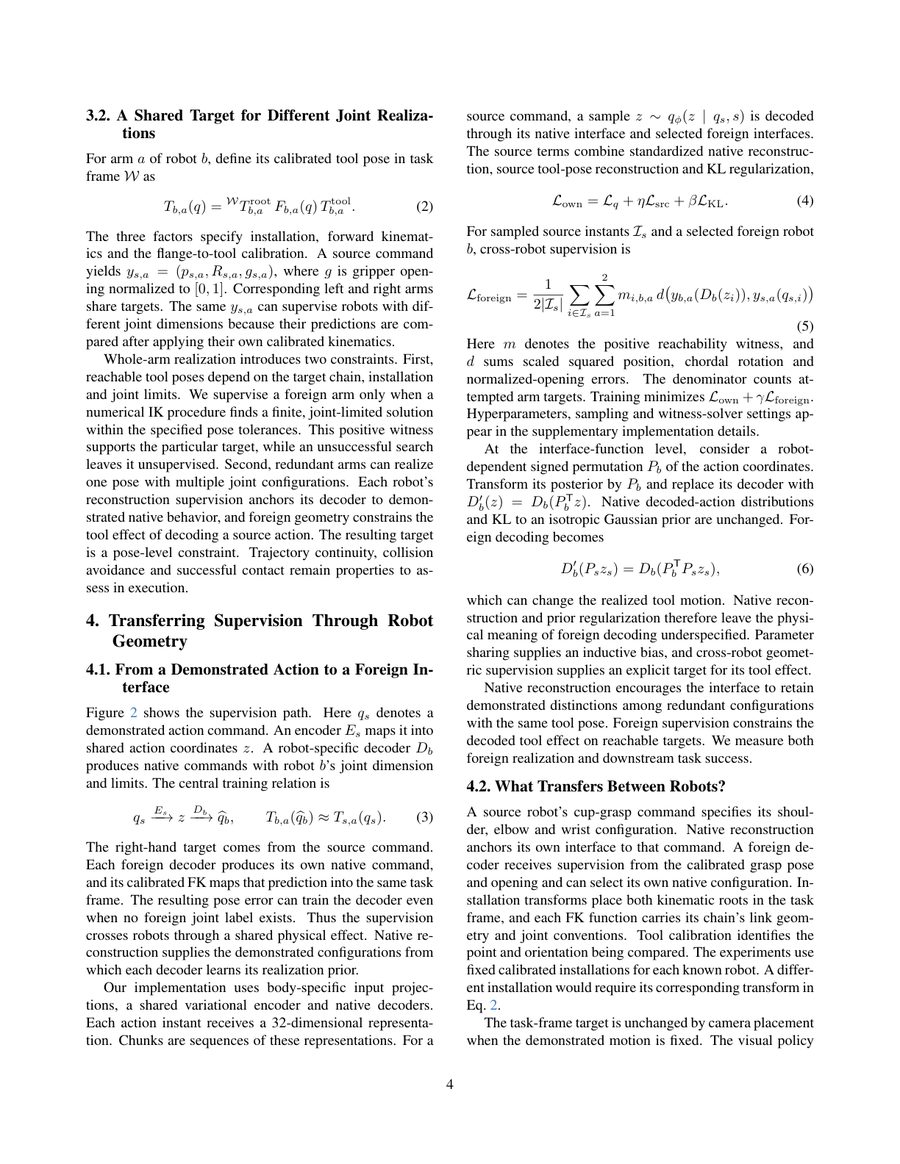 3.2. A Shared Target for Different Joint Realiza-
tions
For arm a of robot b, define its calibrated tool pose in task
frame 𝒲 as
T_{b,a}(q) = ^{𝒲}T^{root}_{b,a} F_{b,a}(q) T^{tool}_{b,a}. (2)
The three factors specify installation, forward kinemat-
ics and the flange-to-tool calibration. A source command
yields y_{s,a} = (p_{s,a}, R_{s,a}, g_{s,a}), where g is gripper open-
ing normalized to [0, 1]. Corresponding left and right arms
share targets. The same y_{s,a} can supervise robots with dif-
ferent joint dimensions because their predictions are com-
pared after applying their own calibrated kinematics.
Whole-arm realization introduces two constraints. First,
reachable tool poses depend on the target chain, installation
and joint limits. We supervise a foreign arm only when a
numerical IK procedure finds a finite, joint-limited solution
within the specified pose tolerances. This positive witness
supports the particular target, while an unsuccessful search
leaves it unsupervised. Second, redundant arms can realize
one pose with multiple joint configurations. Each robot's
reconstruction supervision anchors its decoder to demon-
strated native behavior, and foreign geometry constrains the
tool effect of decoding a source action. The resulting target
is a pose-level constraint. Trajectory continuity, collision
avoidance and successful contact remain properties to as-
sess in execution.
4. Transferring Supervision Through Robot
Geometry
4.1. From a Demonstrated Action to a Foreign In-
terface
Figure 2 shows the supervision path. Here q_s denotes a
demonstrated action command. An encoder E_s maps it into
shared action coordinates z. A robot-specific decoder D_b
produces native commands with robot b's joint dimension
and limits. The central training relation is
q_s \xrightarrow{E_s} z \xrightarrow{D_b} \widehat{q}_b, T_{b,a}(\widehat{q}_b) ≈ T_{s,a}(q_s). (3)
The right-hand target comes from the source command.
Each foreign decoder produces its own native command,
and its calibrated FK maps that prediction into the same task
frame. The resulting pose error can train the decoder even
when no foreign joint label exists. Thus the supervision
crosses robots through a shared physical effect. Native re-
construction supplies the demonstrated configurations from
which each decoder learns its realization prior.
Our implementation uses body-specific input projec-
tions, a shared variational encoder and native decoders.
Each action instant receives a 32-dimensional representa-
tion. Chunks are sequences of these representations. For a
source command, a sample z ∼ q_ϕ(z | q_s, s) is decoded
through its native interface and selected foreign interfaces.
The source terms combine standardized native reconstruc-
tion, source tool-pose reconstruction and KL regularization,
ℒ_{own} = ℒ_q + ηℒ_{src} + βℒ_{KL}. (4)
For sampled source instants ℐ_s and a selected foreign robot
b, cross-robot supervision is
ℒ_{foreign} = \frac{1}{2|ℐ_s|} \sum_{i∈ℐ_s} \sum_{a=1}^{2} m_{i,b,a} d(y_{b,a}(D_b(z_i)), y_{s,a}(q_{s,i}))
(5)
Here m denotes the positive reachability witness, and
d sums scaled squared position, chordal rotation and
normalized-opening errors. The denominator counts at-
tempted arm targets. Training minimizes ℒ_{own} + γℒ_{foreign}.
Hyperparameters, sampling and witness-solver settings ap-
pear in the supplementary implementation details.
At the interface-function level, consider a robot-
dependent signed permutation P_b of the action coordinates.
Transform its posterior by P_b and replace its decoder with
D′_b(z) = D_b(P_b^⊤ z). Native decoded-action distributions
and KL to an isotropic Gaussian prior are unchanged. For-
eign decoding becomes
D′_b(P_s z_s) = D_b(P_b^⊤ P_s z_s), (6)
which can change the realized tool motion. Native recon-
struction and prior regularization therefore leave the physi-
cal meaning of foreign decoding underspecified. Parameter
sharing supplies an inductive bias, and cross-robot geomet-
ric supervision supplies an explicit target for its tool effect.
Native reconstruction encourages the interface to retain
demonstrated distinctions among redundant configurations
with the same tool pose. Foreign supervision constrains the
decoded tool effect on reachable targets. We measure both
foreign realization and downstream task success.
4.2. What Transfers Between Robots?
A source robot's cup-grasp command specifies its shoul-
der, elbow and wrist configuration. Native reconstruction
anchors its own interface to that command. A foreign de-
coder receives supervision from the calibrated grasp pose
and opening and can select its own native configuration. In-
stallation transforms place both kinematic roots in the task
frame, and each FK function carries its chain's link geom-
etry and joint conventions. Tool calibration identifies the
point and orientation being compared. The experiments use
fixed calibrated installations for each known robot. A differ-
ent installation would require its corresponding transform in
Eq. 2.
The task-frame target is unchanged by camera placement
when the demonstrated motion is fixed. The visual policy
4